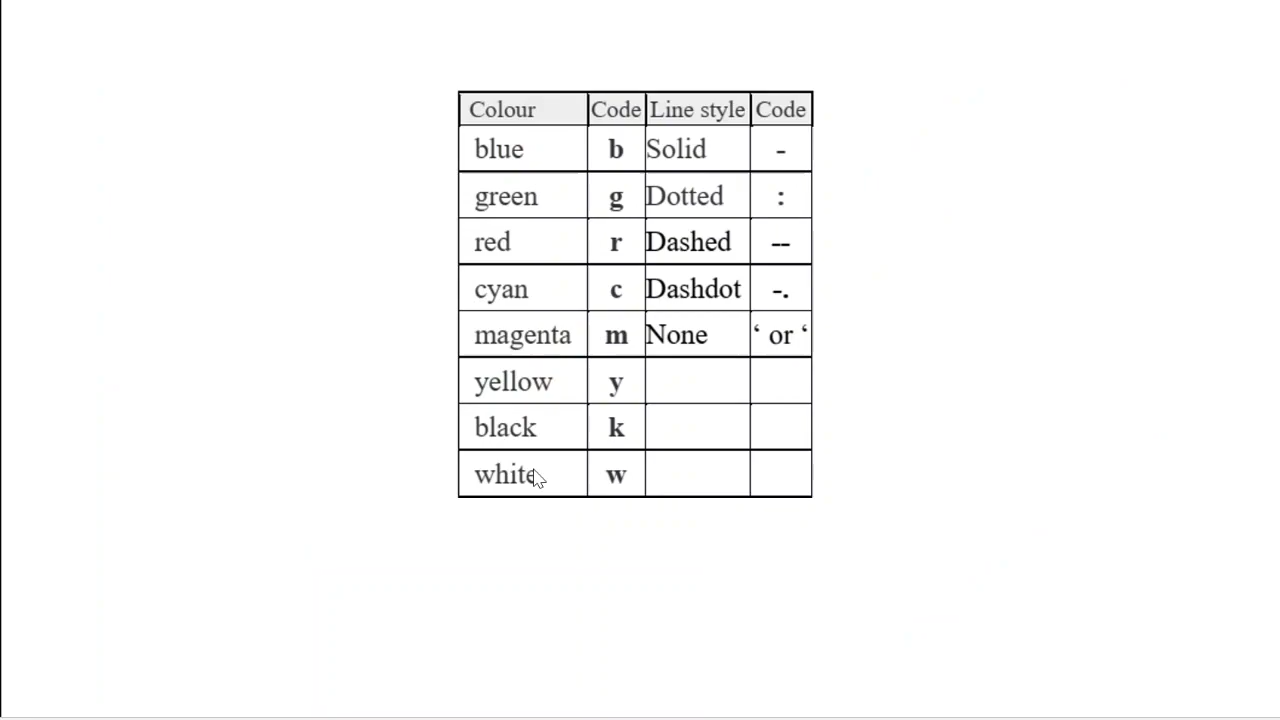 Colour Code Line style Code
blue b Solid -
green g Dotted :
red r Dashed --
cyan c Dashdot -.
magenta m None ‘ or ‘
yellow y
black k
white w